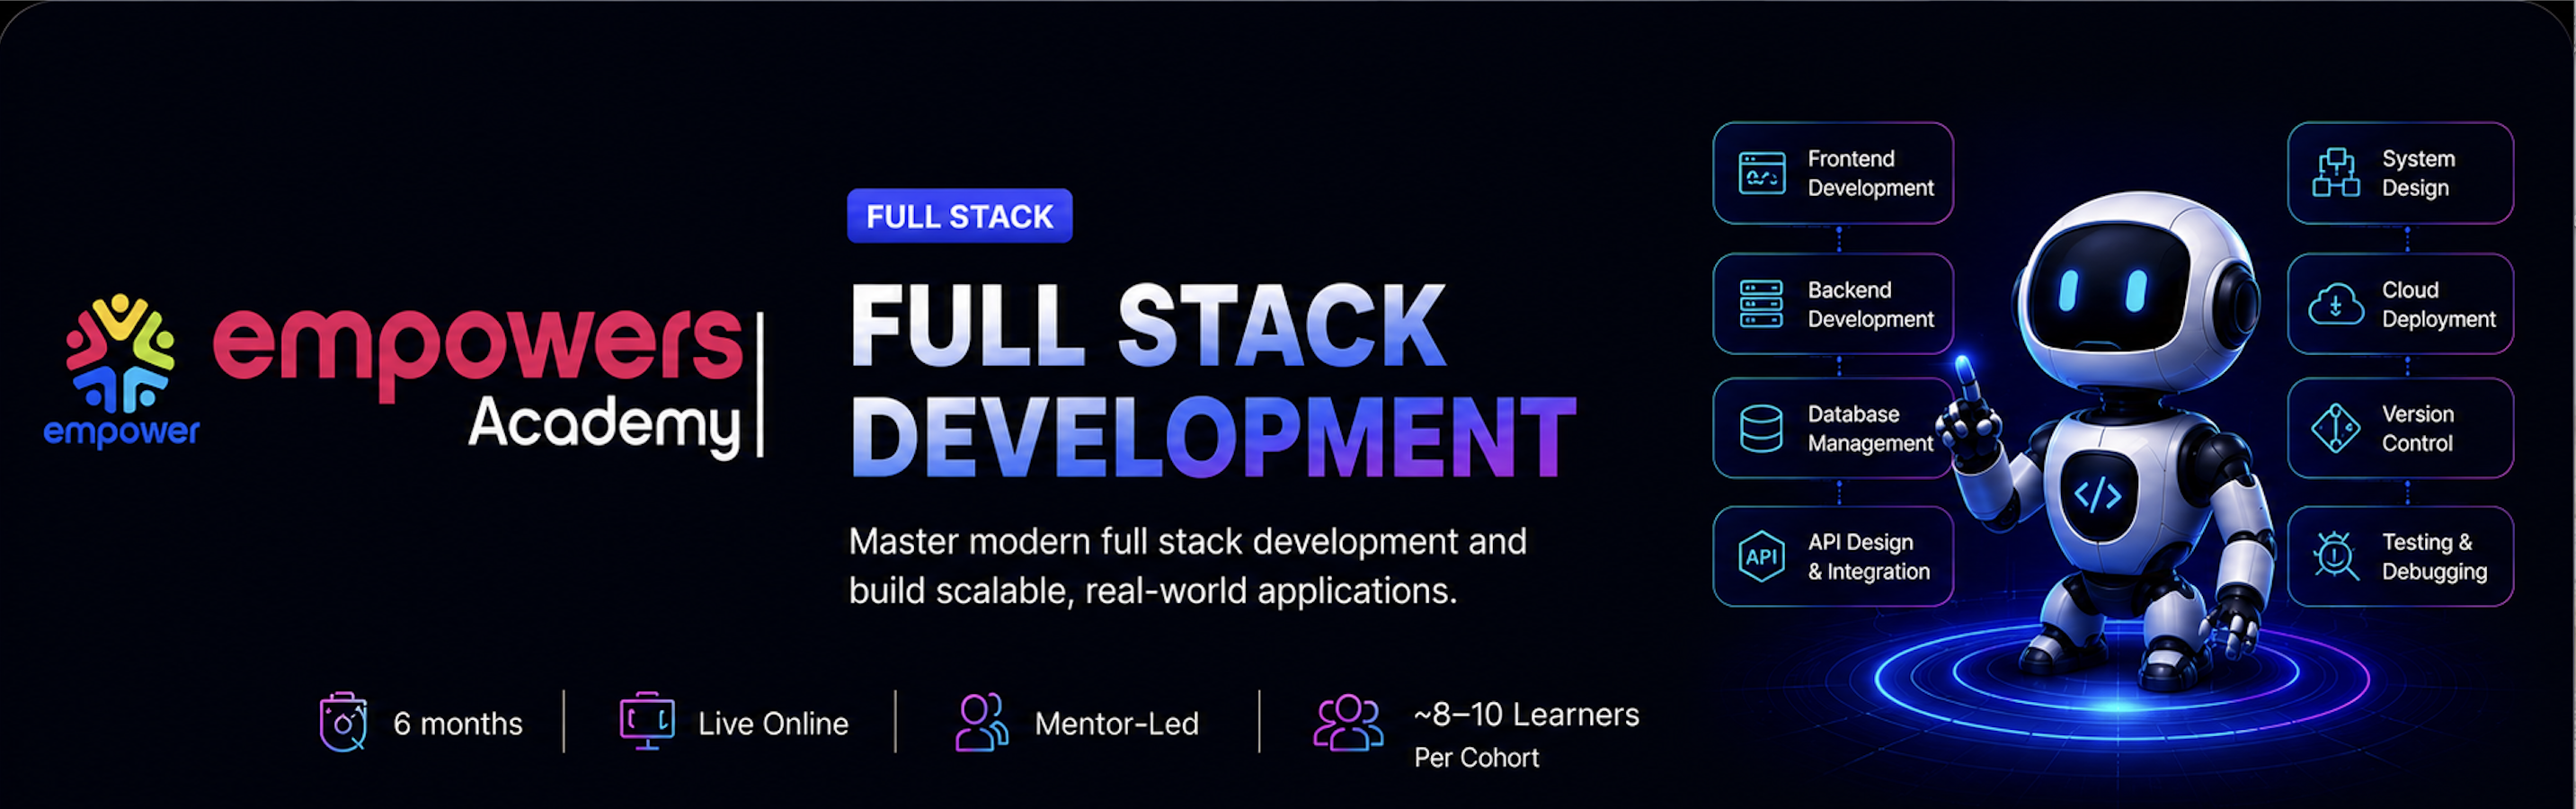 empower
empowers
Academy
FULL STACK
FULL STACK
DEVELOPMENT
Master modern full stack development and
build scalable, real-world applications.
6 months
Live Online
Mentor-Led
~8–10 Learners
Per Cohort
Frontend
Development
Backend
Development
Database
Management
API
API Design
& Integration
</>
System
Design
Cloud
Deployment
Version
Control
Testing &
Debugging